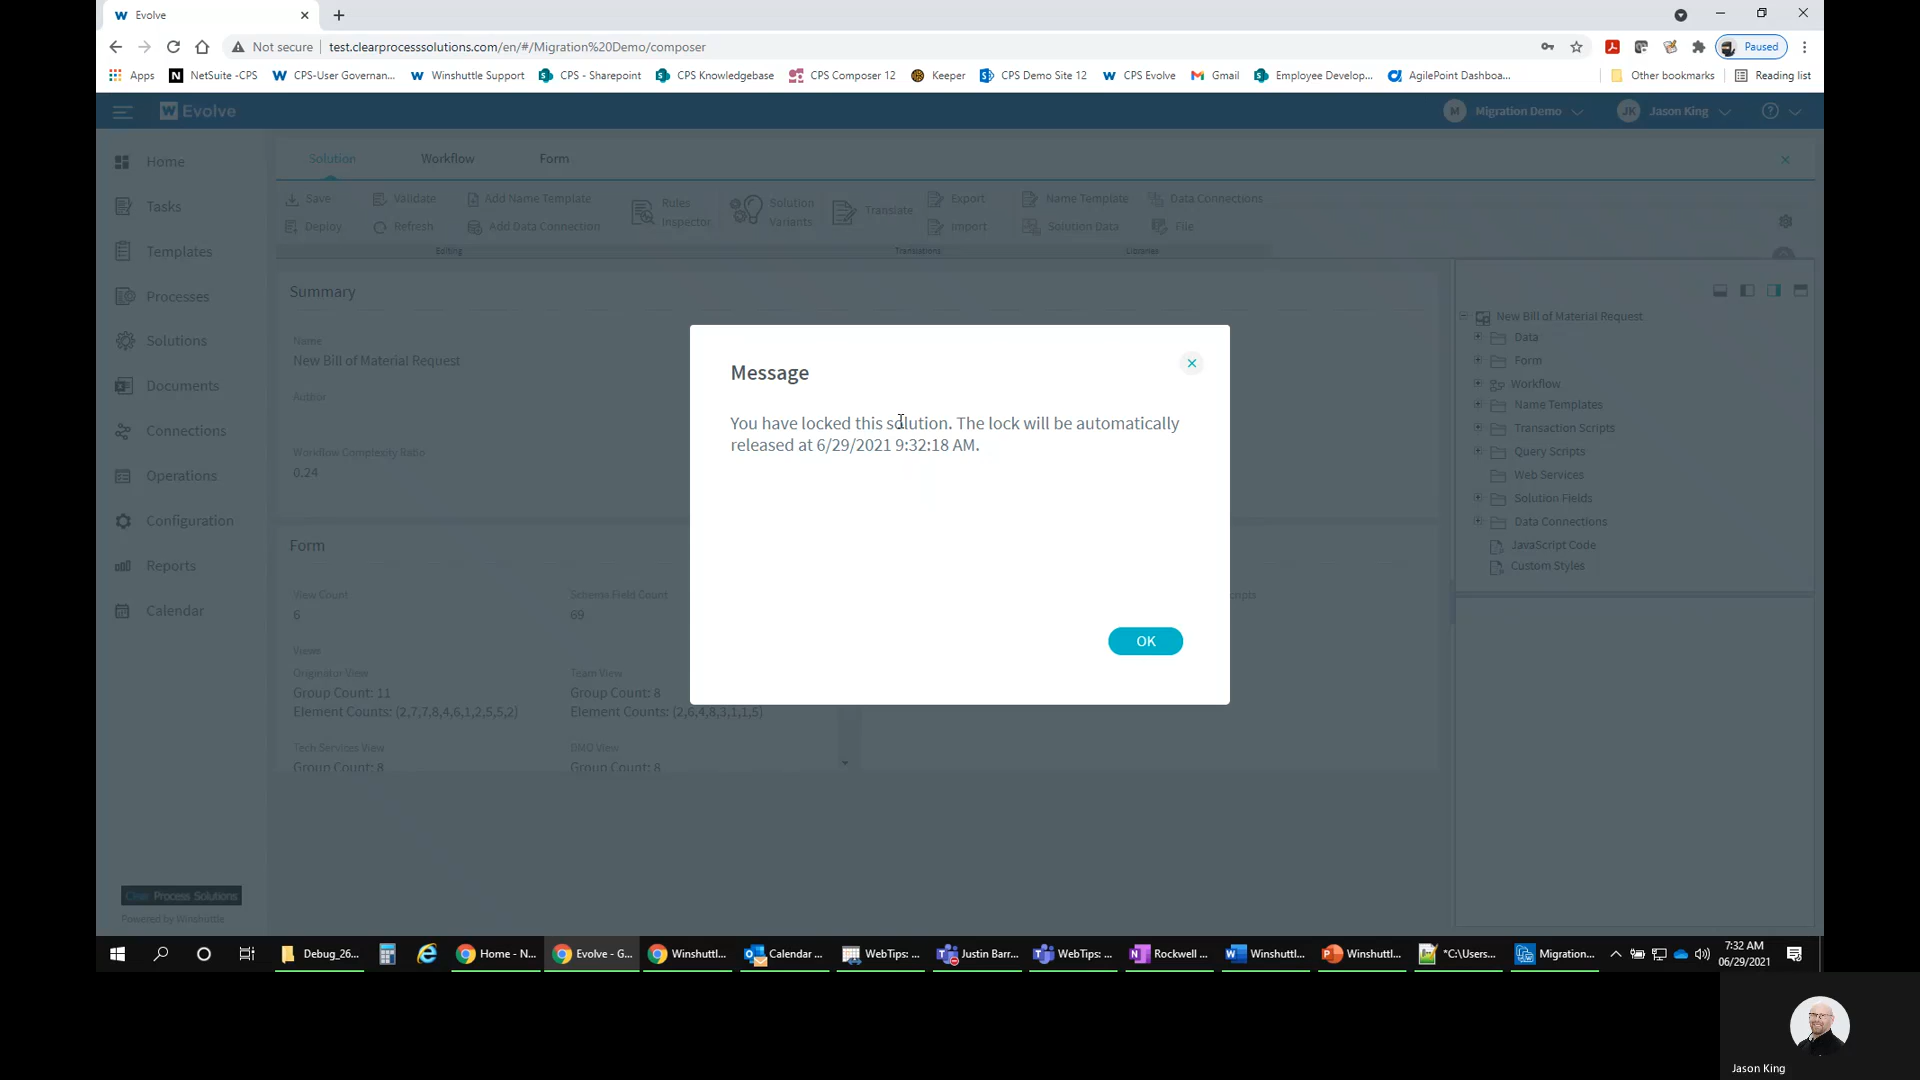 Evolve
Not secure
test.clearprocesssolutions.com/en/#/Migration%20Demo/composer
Paused
Apps
NetSuite -CPS
CPS-User Governan...
Winshuttle Support
CPS - Sharepoint
CPS Knowledgebase
CPS Composer 12
Keeper
CPS Demo Site 12
CPS Evolve
Gmail
Employee Develop...
AgilePoint Dashboa...
Other bookmarks
Reading list
W Evolve
M
Migration Demo
JK
Jason King
Home
Tasks
Templates
Processes
Solutions
Documents
Connections
Operations
Configuration
Reports
Calendar
Clear Process Solutions
Powered by Winshuttle
Solution
Workflow
Form
Save
Validate
Add Name Template
Deploy
Refresh
Add Data Connection
Rules
Inspector
Solution
Variants
Translate
Export
Import
Name Template
Data Connections
Solution Data
File
Editing
Translations
Libraries
Summary
Name
New Bill of Material Request
Author
Workflow Complexity Ratio
0.24
Form
View Count
6
Schema Field Count
69
Views
Originator View
Group Count: 11
Element Counts: (2,7,7,8,4,6,1,2,5,5,2)
Team View
Group Count: 8
Element Counts: (2,6,4,8,3,1,1,5)
Tech Services View
Group Count: 8
DMO View
Group Count: 8
Message
You have locked this solution. The lock will be automatically
released at 6/29/2021 9:32:18 AM.
OK
New Bill of Material Request
Data
Form
Workflow
Name Templates
Transaction Scripts
Query Scripts
Web Services
Solution Fields
Data Connections
JavaScript Code
Custom Styles
Debug_26...
Home - N...
Evolve - G...
Winshuttl...
Calendar ...
WebTips: ...
Justin Barr...
WebTips: ...
Rockwell ...
Winshuttl...
Winshuttl...
*C:\Users...
Migration...
7:32 AM
06/29/2021
Jason King